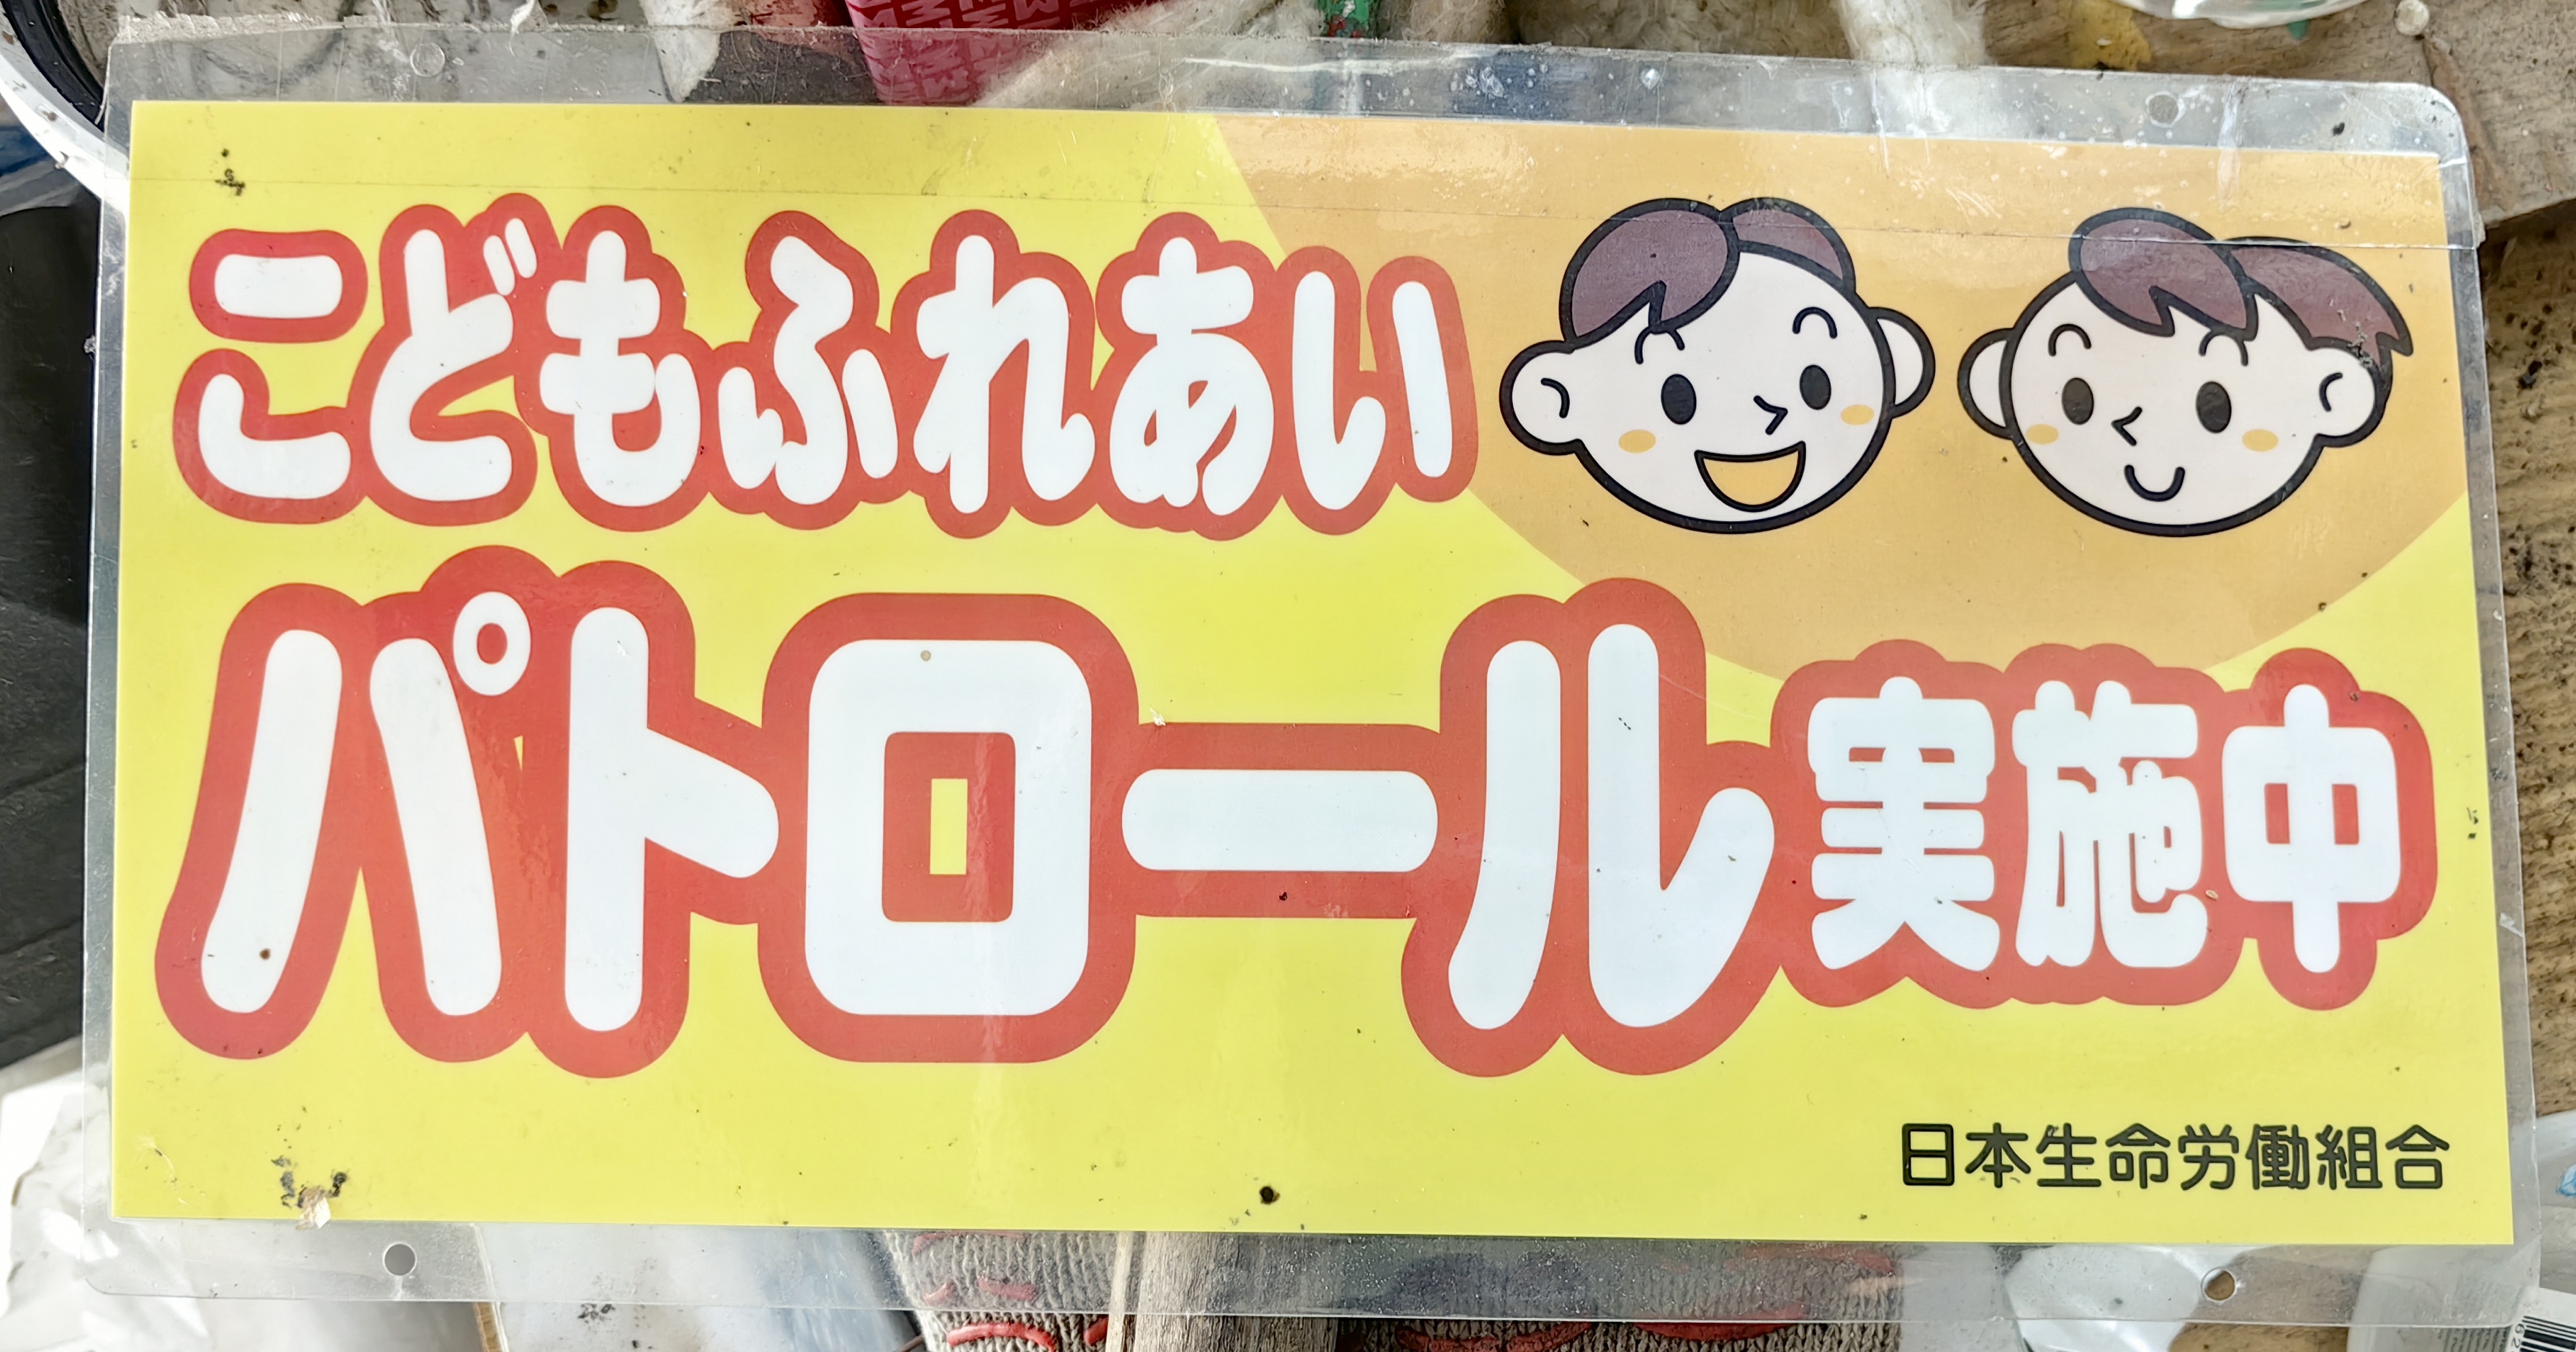 こどもふれあい
パトロール実施中
日本生命労働組合